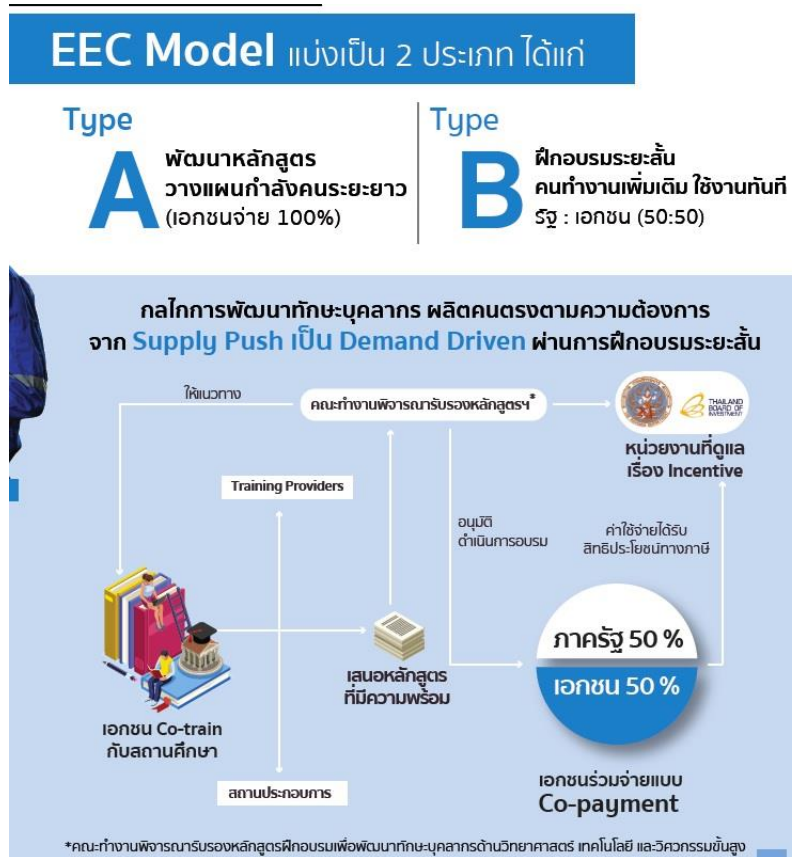 EEC Model แบ่งเป็น 2 ประเภท ได้แก่
Type
A
พัฒนาหลักสูตร
วางแผนกำลังคนระยะยาว
(เอกชนจ่าย 100%)
Type
B
ฝึกอบรมระยะสั้น
คนทำงานเพิ่มเติม ใช้งานทันที
รัฐ : เอกชน (50:50)
กลไกการพัฒนาทักษะบุคลากร ผลิตคนตรงตามความต้องการ
จาก Supply Push เป็น Demand Driven ผ่านการฝึกอบรมระยะสั้น
ให้แนวทาง
คณะทำงานพิจารณารับรองหลักสูตรฯ*
THAILAND
BOARD OF
INVESTMENT
หน่วยงานที่ดูแล
เรื่อง Incentive
Training Providers
อนุมัติ
ดำเนินการอบรม
ค่าใช้จ่ายได้รับ
สิทธิประโยชน์ทางภาษี
เสนอหลักสูตร
ที่มีความพร้อม
ภาครัฐ 50 %
เอกชน 50 %
เอกชน Co-train
กับสถานศึกษา
สถานประกอบการ
เอกชนร่วมจ่ายแบบ
Co-payment
*คณะทำงานพิจารณารับรองหลักสูตรฝึกอบรมเพื่อพัฒนาทักษะบุคลากรด้านวิทยาศาสตร์ เทคโนโลยี และวิศวกรรมขั้นสูง